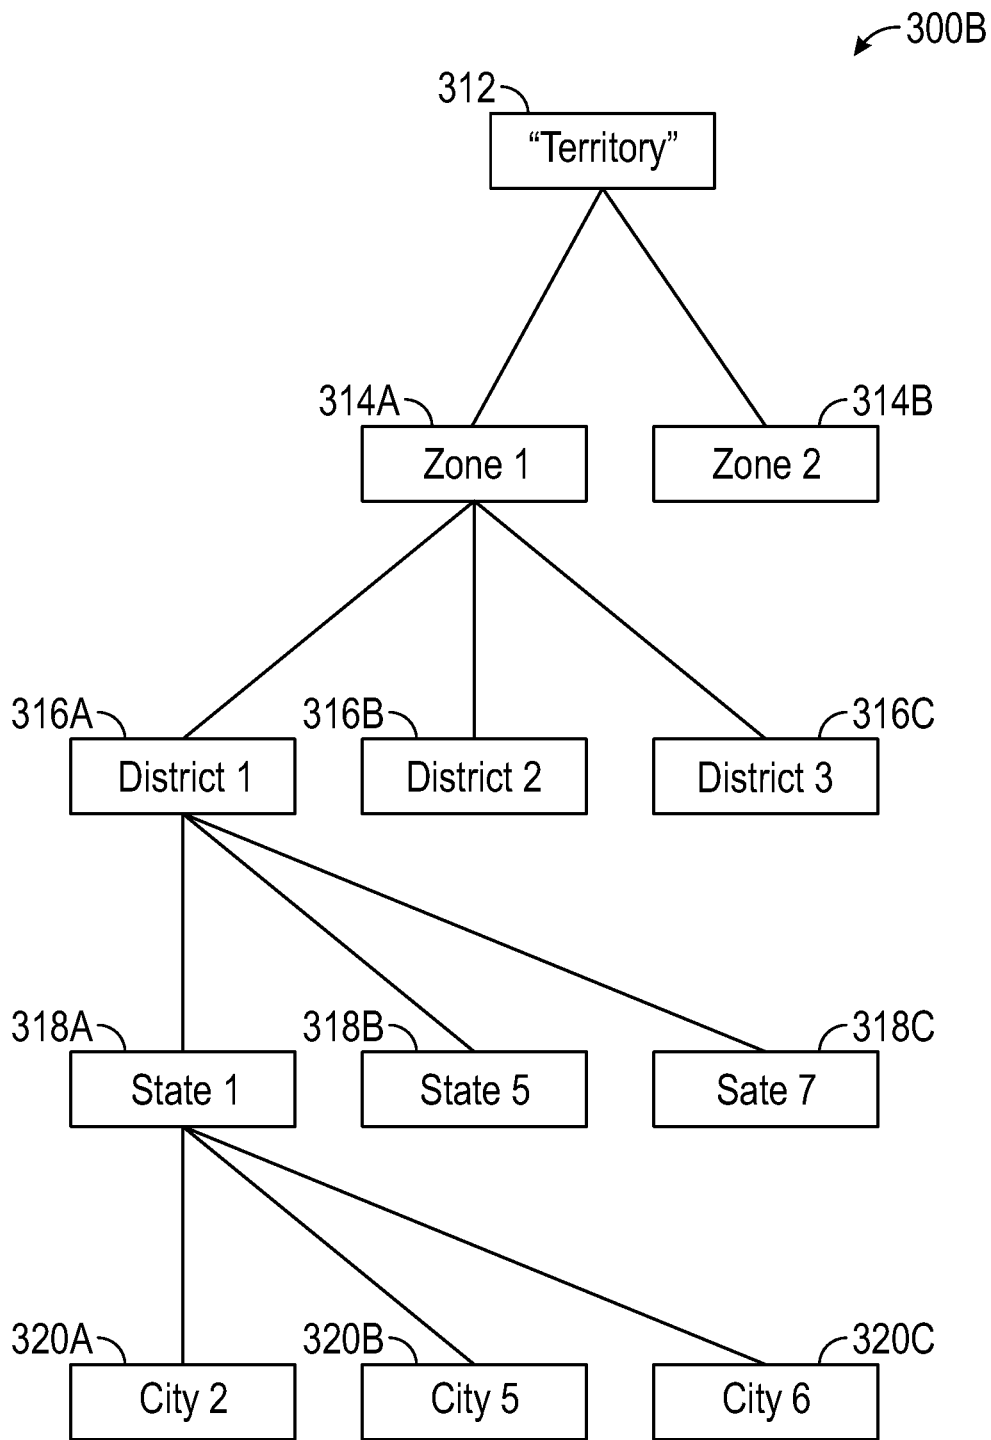 300B
312
“Territory”
314A
314B
Zone 1
Zone 2
316A
316B
316C
District 1
District 2
District 3
318A
318B
318C
State 1
State 5
Sate 7
320A
320B
320C
City 2
City 5
City 6